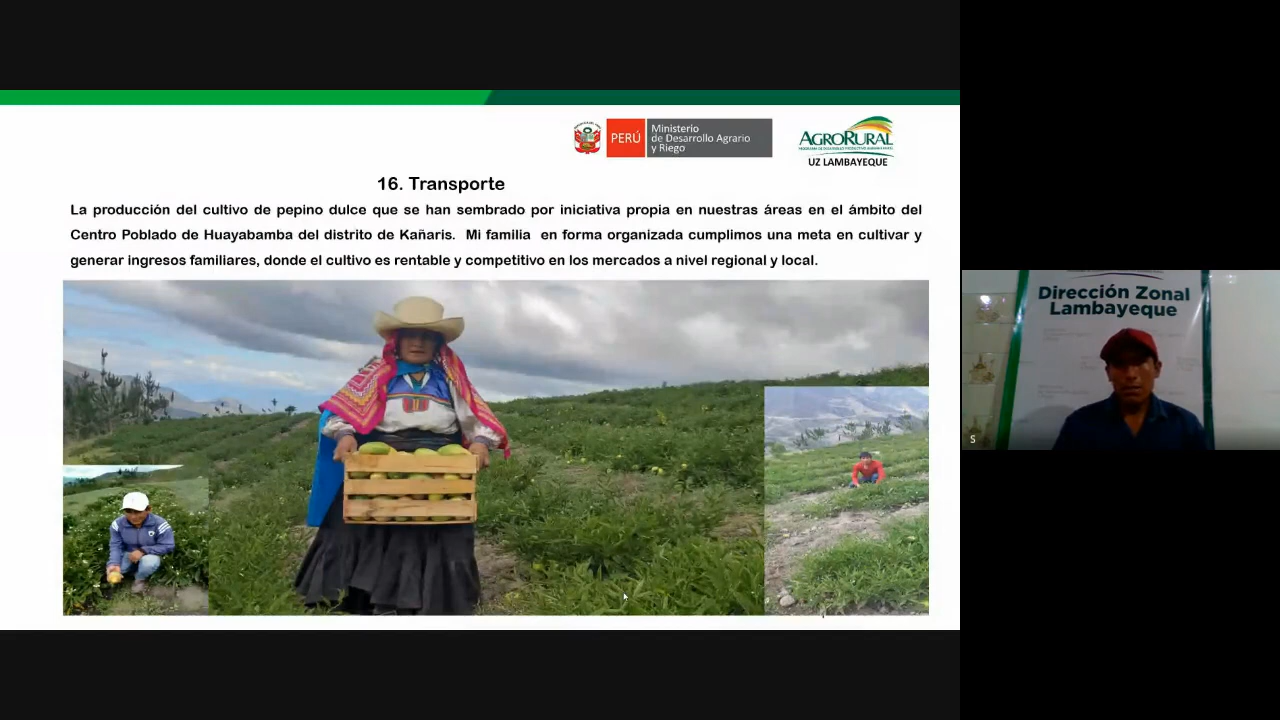 PERÚ
Ministerio
de Desarrollo Agrario
y Riego
AGRORURAL
UZ LAMBAYEQUE
16. Transporte
La producción del cultivo de pepino dulce que se han sembrado por iniciativa propia en nuestras áreas en el ámbito del
Centro Poblado de Huayabamba del distrito de Kañaris. Mi familia en forma organizada cumplimos una meta en cultivar y
generar ingresos familiares, donde el cultivo es rentable y competitivo en los mercados a nivel regional y local.
Dirección Zonal
Lambayeque
S